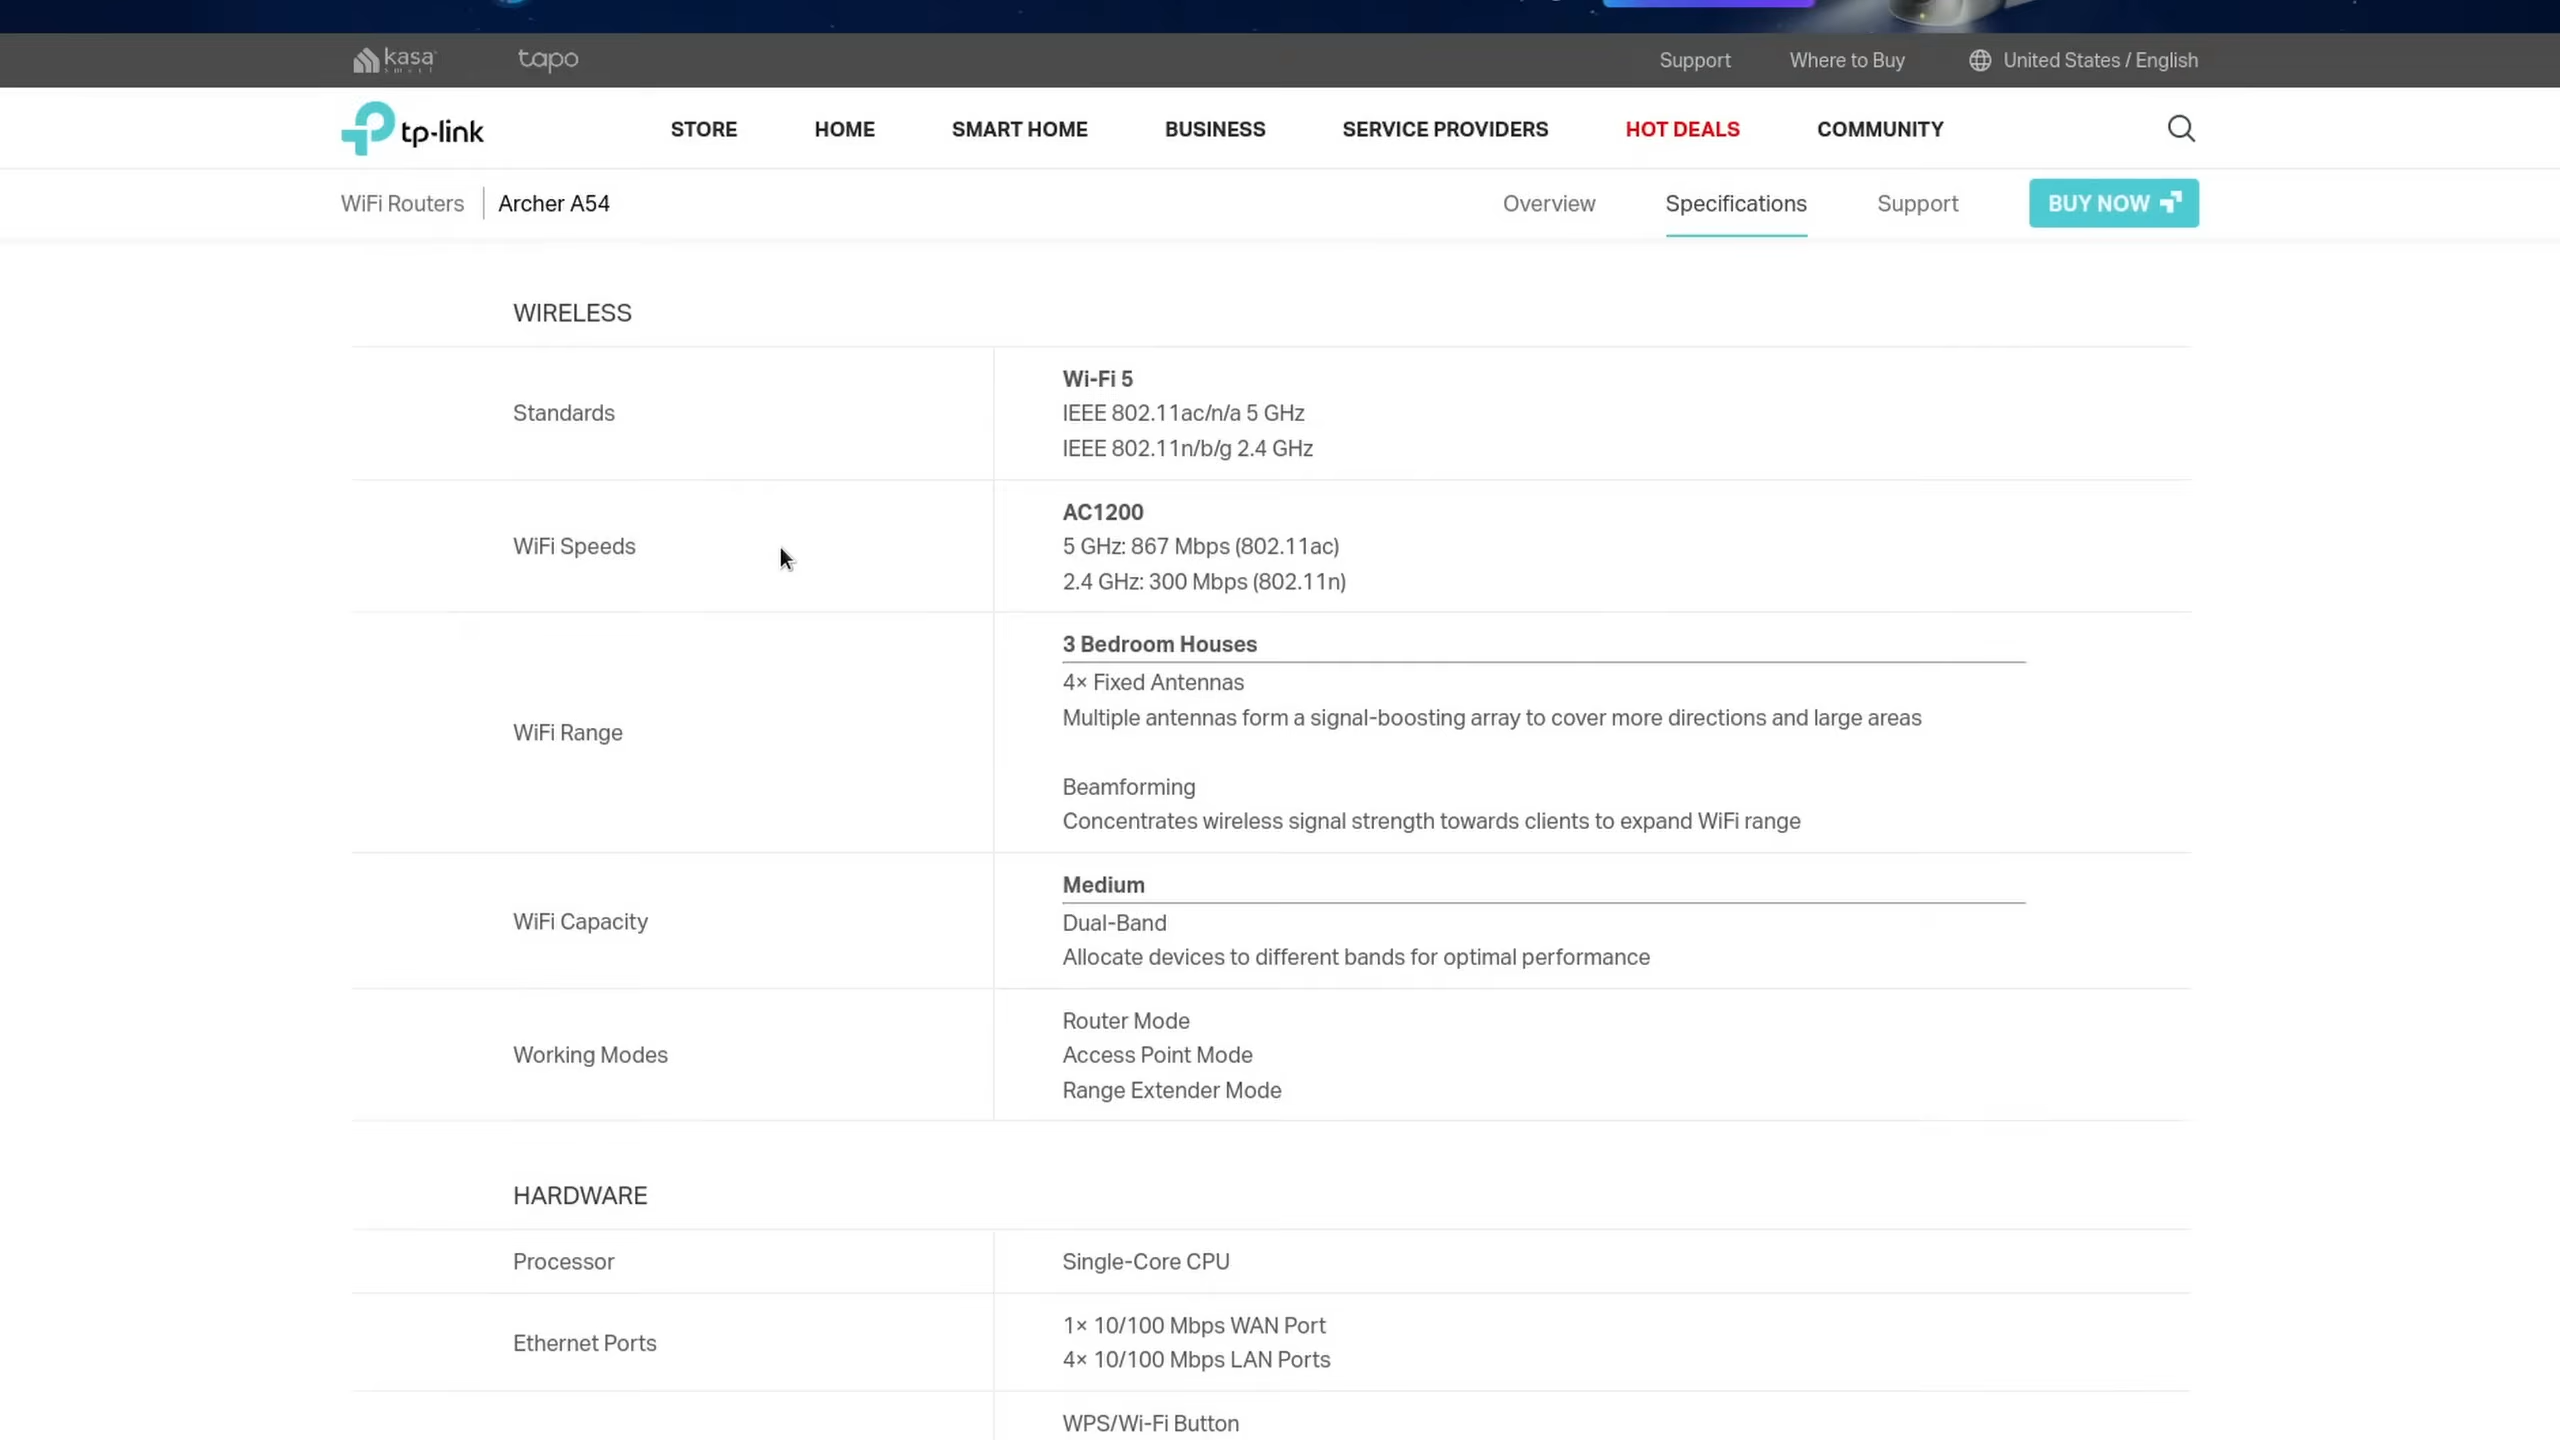 kasa
smart
tapo
Support
Where to Buy
United States / English
tp-link
STORE
HOME
SMART HOME
BUSINESS
SERVICE PROVIDERS
HOT DEALS
COMMUNITY
WiFi Routers
Archer A54
Overview
Specifications
Support
BUY NOW
WIRELESS
Standards
Wi-Fi 5
IEEE 802.11ac/n/a 5 GHz
IEEE 802.11n/b/g 2.4 GHz
WiFi Speeds
AC1200
5 GHz: 867 Mbps (802.11ac)
2.4 GHz: 300 Mbps (802.11n)
WiFi Range
3 Bedroom Houses
4× Fixed Antennas
Multiple antennas form a signal-boosting array to cover more directions and large areas
Beamforming
Concentrates wireless signal strength towards clients to expand WiFi range
WiFi Capacity
Medium
Dual-Band
Allocate devices to different bands for optimal performance
Working Modes
Router Mode
Access Point Mode
Range Extender Mode
HARDWARE
Processor
Single-Core CPU
Ethernet Ports
1× 10/100 Mbps WAN Port
4× 10/100 Mbps LAN Ports
WPS/Wi-Fi Button